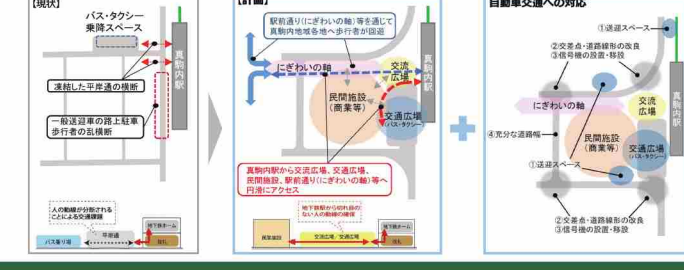 【現状】
バス・タクシー
乗降スペース
真駒内駅
凍結した平岸通の横断
一般送迎車の路上駐車
歩行者の乱横断
人の動線が分断される
ことによる交通課題
地下鉄ホーム
バス乗り場
平岸通
改札
【計画】
駅前通り(にぎわいの軸)等を通じて
真駒内地域各地へ歩行者が回遊
にぎわいの軸
交流
広場
真駒内駅
民間施設
(商業等)
交通広場
(バス・タクシー)
真駒内駅から交流広場、交通広場、
民間施設、駅前通り(にぎわいの軸)等へ
円滑にアクセス
地下鉄駅から切れ目の
ない人の動線の確保
地下鉄ホーム
民間施設
交流広場/交通広場
改札
自動車交通への対応
①送迎スペース
②交差点・道路線形の改良
③信号機の設置・移設
にぎわいの軸
交流
広場
真駒内駅
④充分な道路幅
民間施設
(商業等)
交通広場
(バス・タクシー)
①送迎スペース
②交差点・道路線形の改良
③信号機の設置・移設